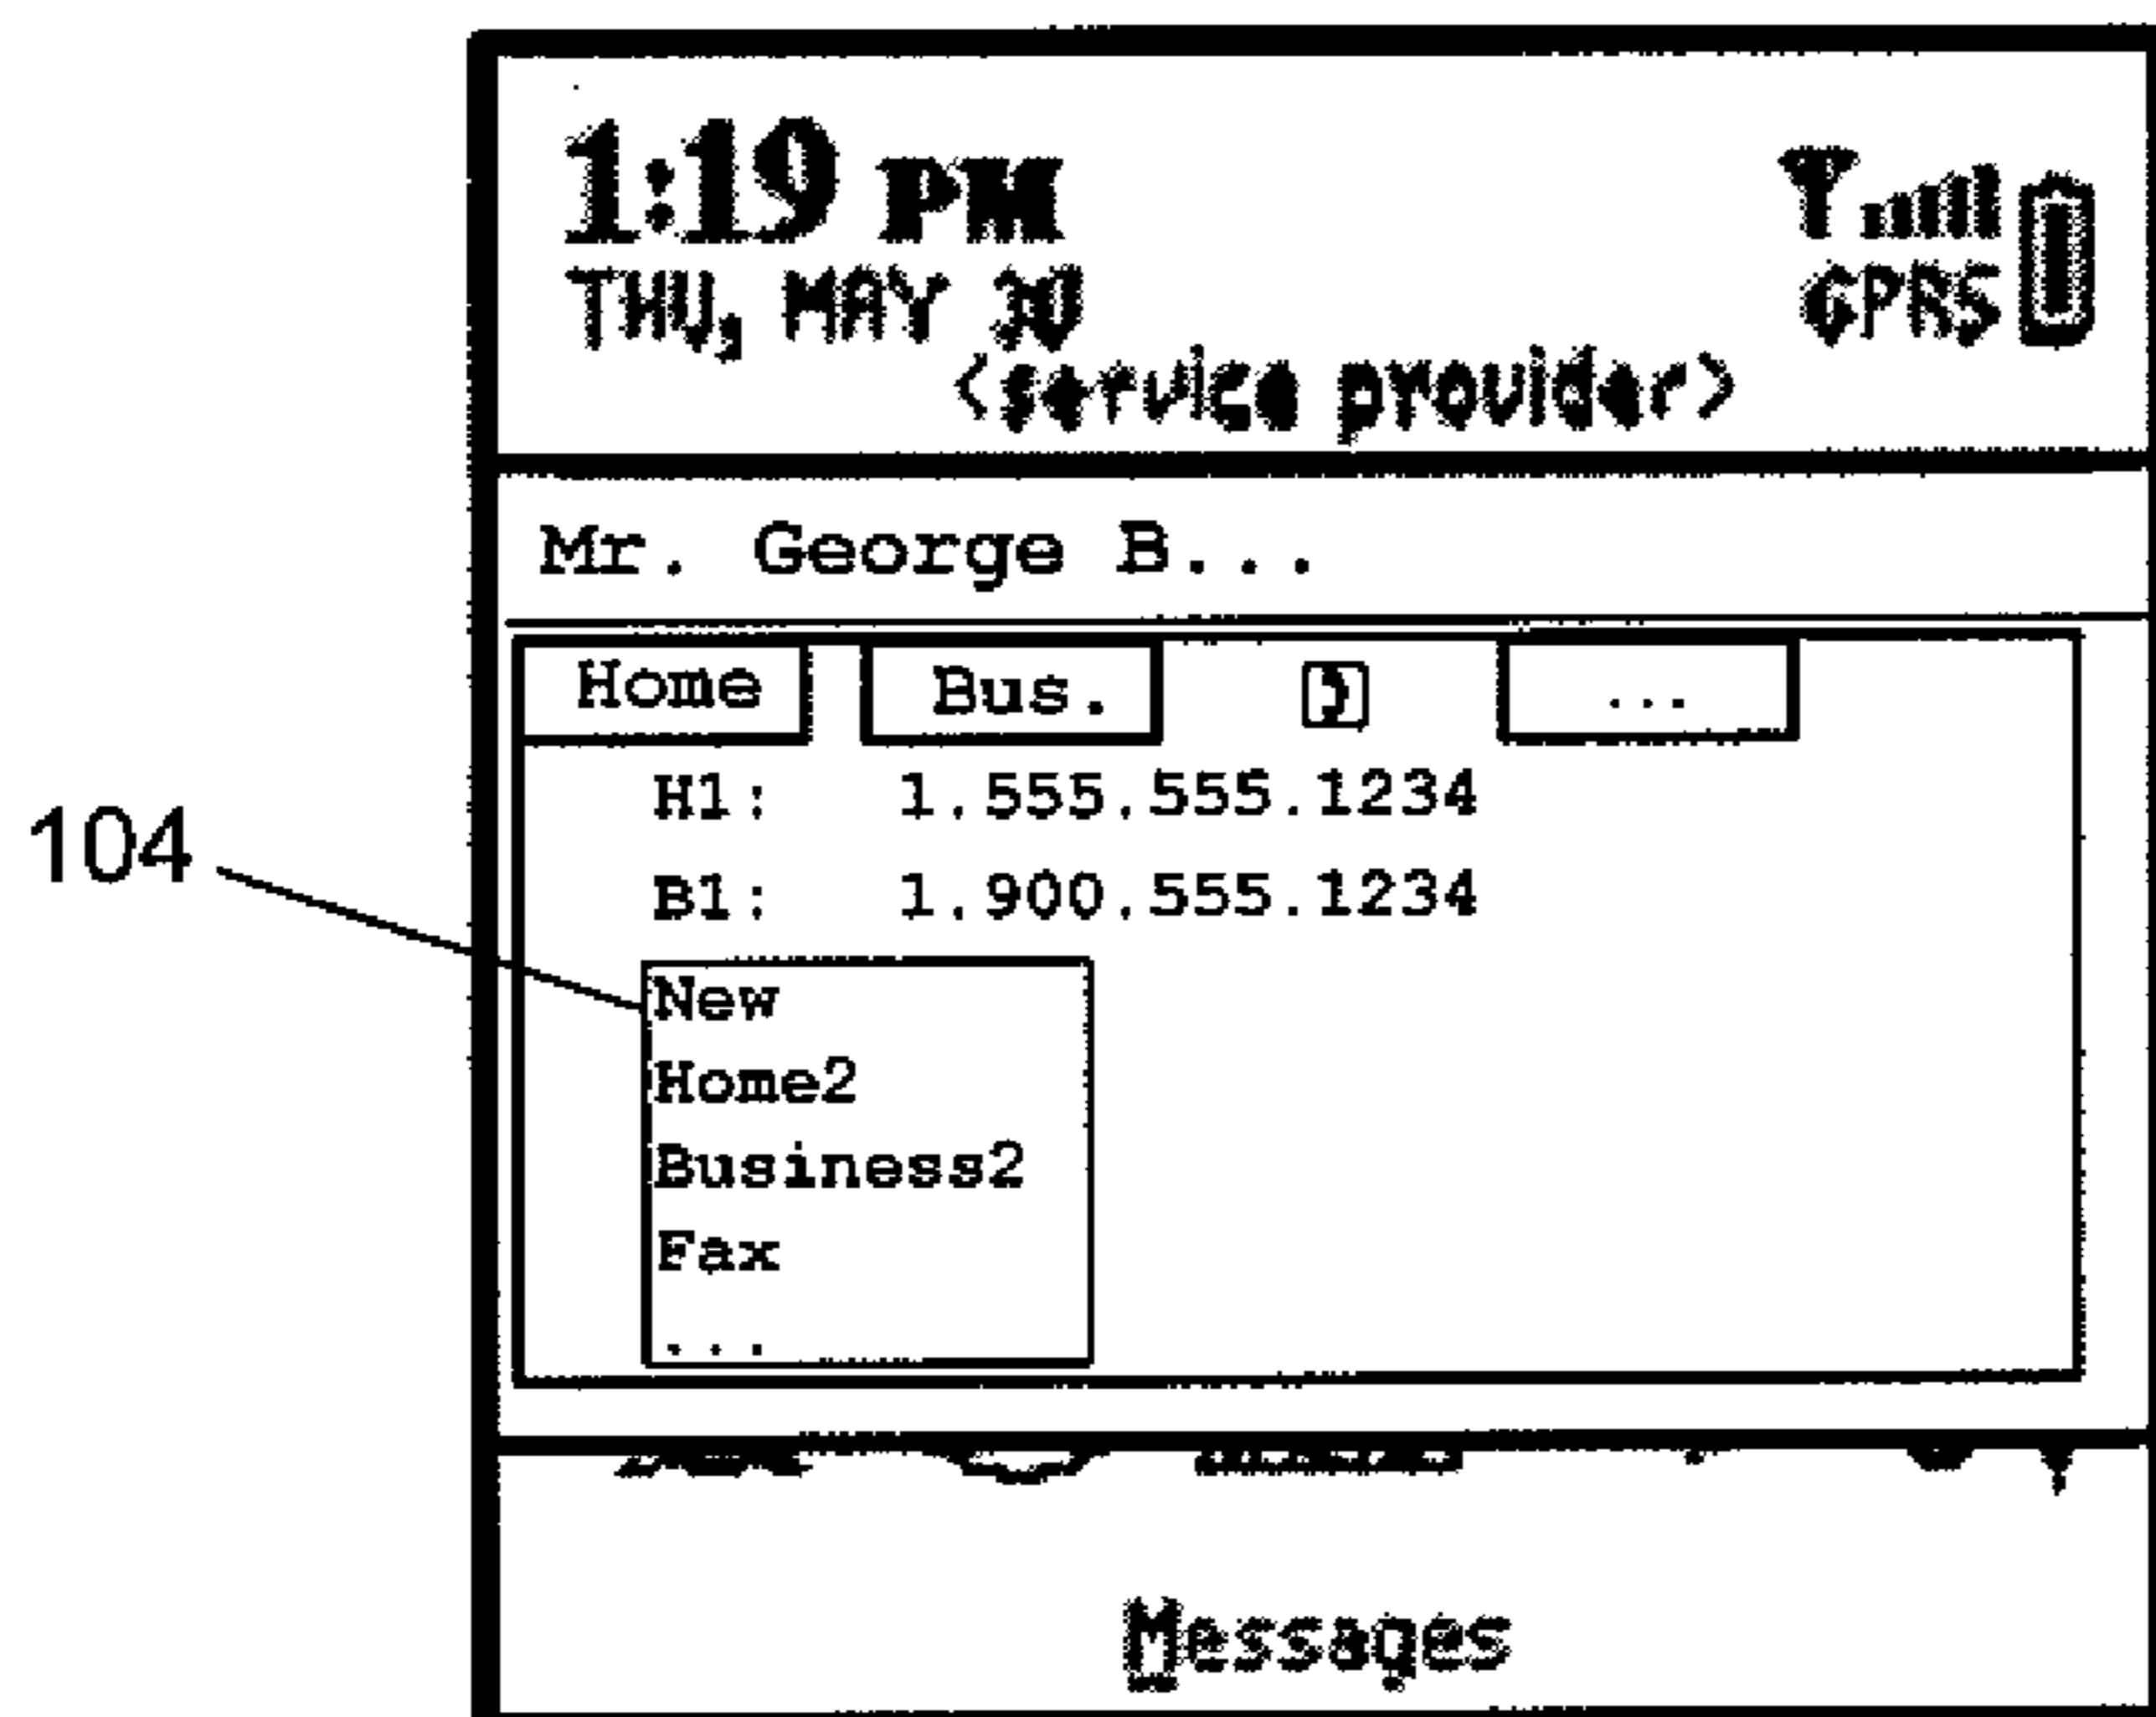 1:19 PM
THU, MAY 30
GPRS
<service provider>
Mr. George B...
Home Bus. ...
H1: 1.555.555.1234
B1: 1.900.555.1234
104
New
Home2
Business2
Fax
...
Messages